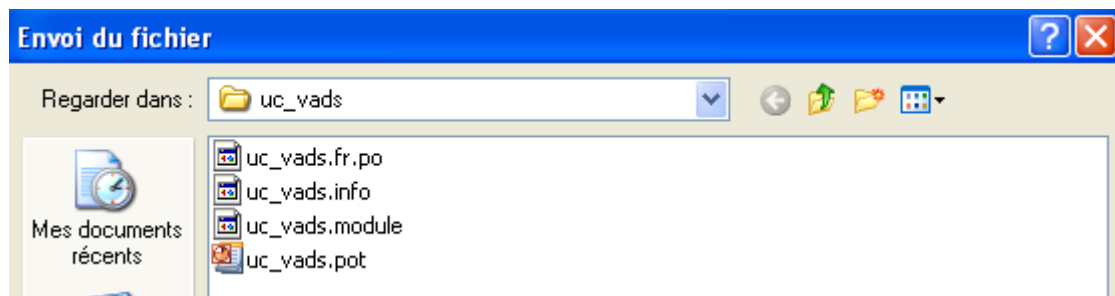 Envoi du fichier
Regarder dans :
uc_vads
uc_vads.fr.po
uc_vads.info
uc_vads.module
uc_vads.pot
Mes documents
récents